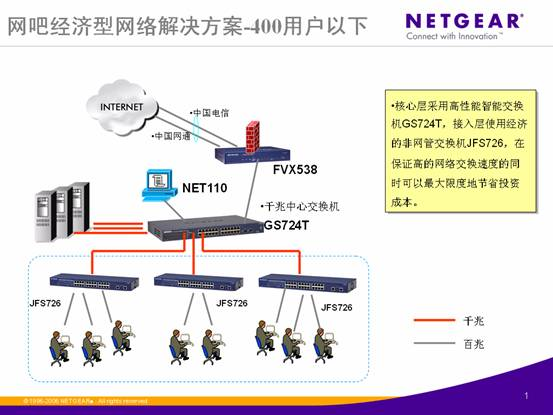 网吧经济型网络解决方案-400用户以下
NETGEAR®
Connect with Innovation™
INTERNET
•中国电信
•中国网通
FVX538
NET110
•千兆中心交换机
GS724T
JFS726
JFS726
JFS726
•核心层采用高性能智能交换
机GS724T，接入层使用经济
的非网管交换机JFS726，在
保证高的网络交换速度的同
时可以最大限度地节省投资
成本。
千兆
百兆
© 1996-2006 NETGEAR® . All rights reserved
1